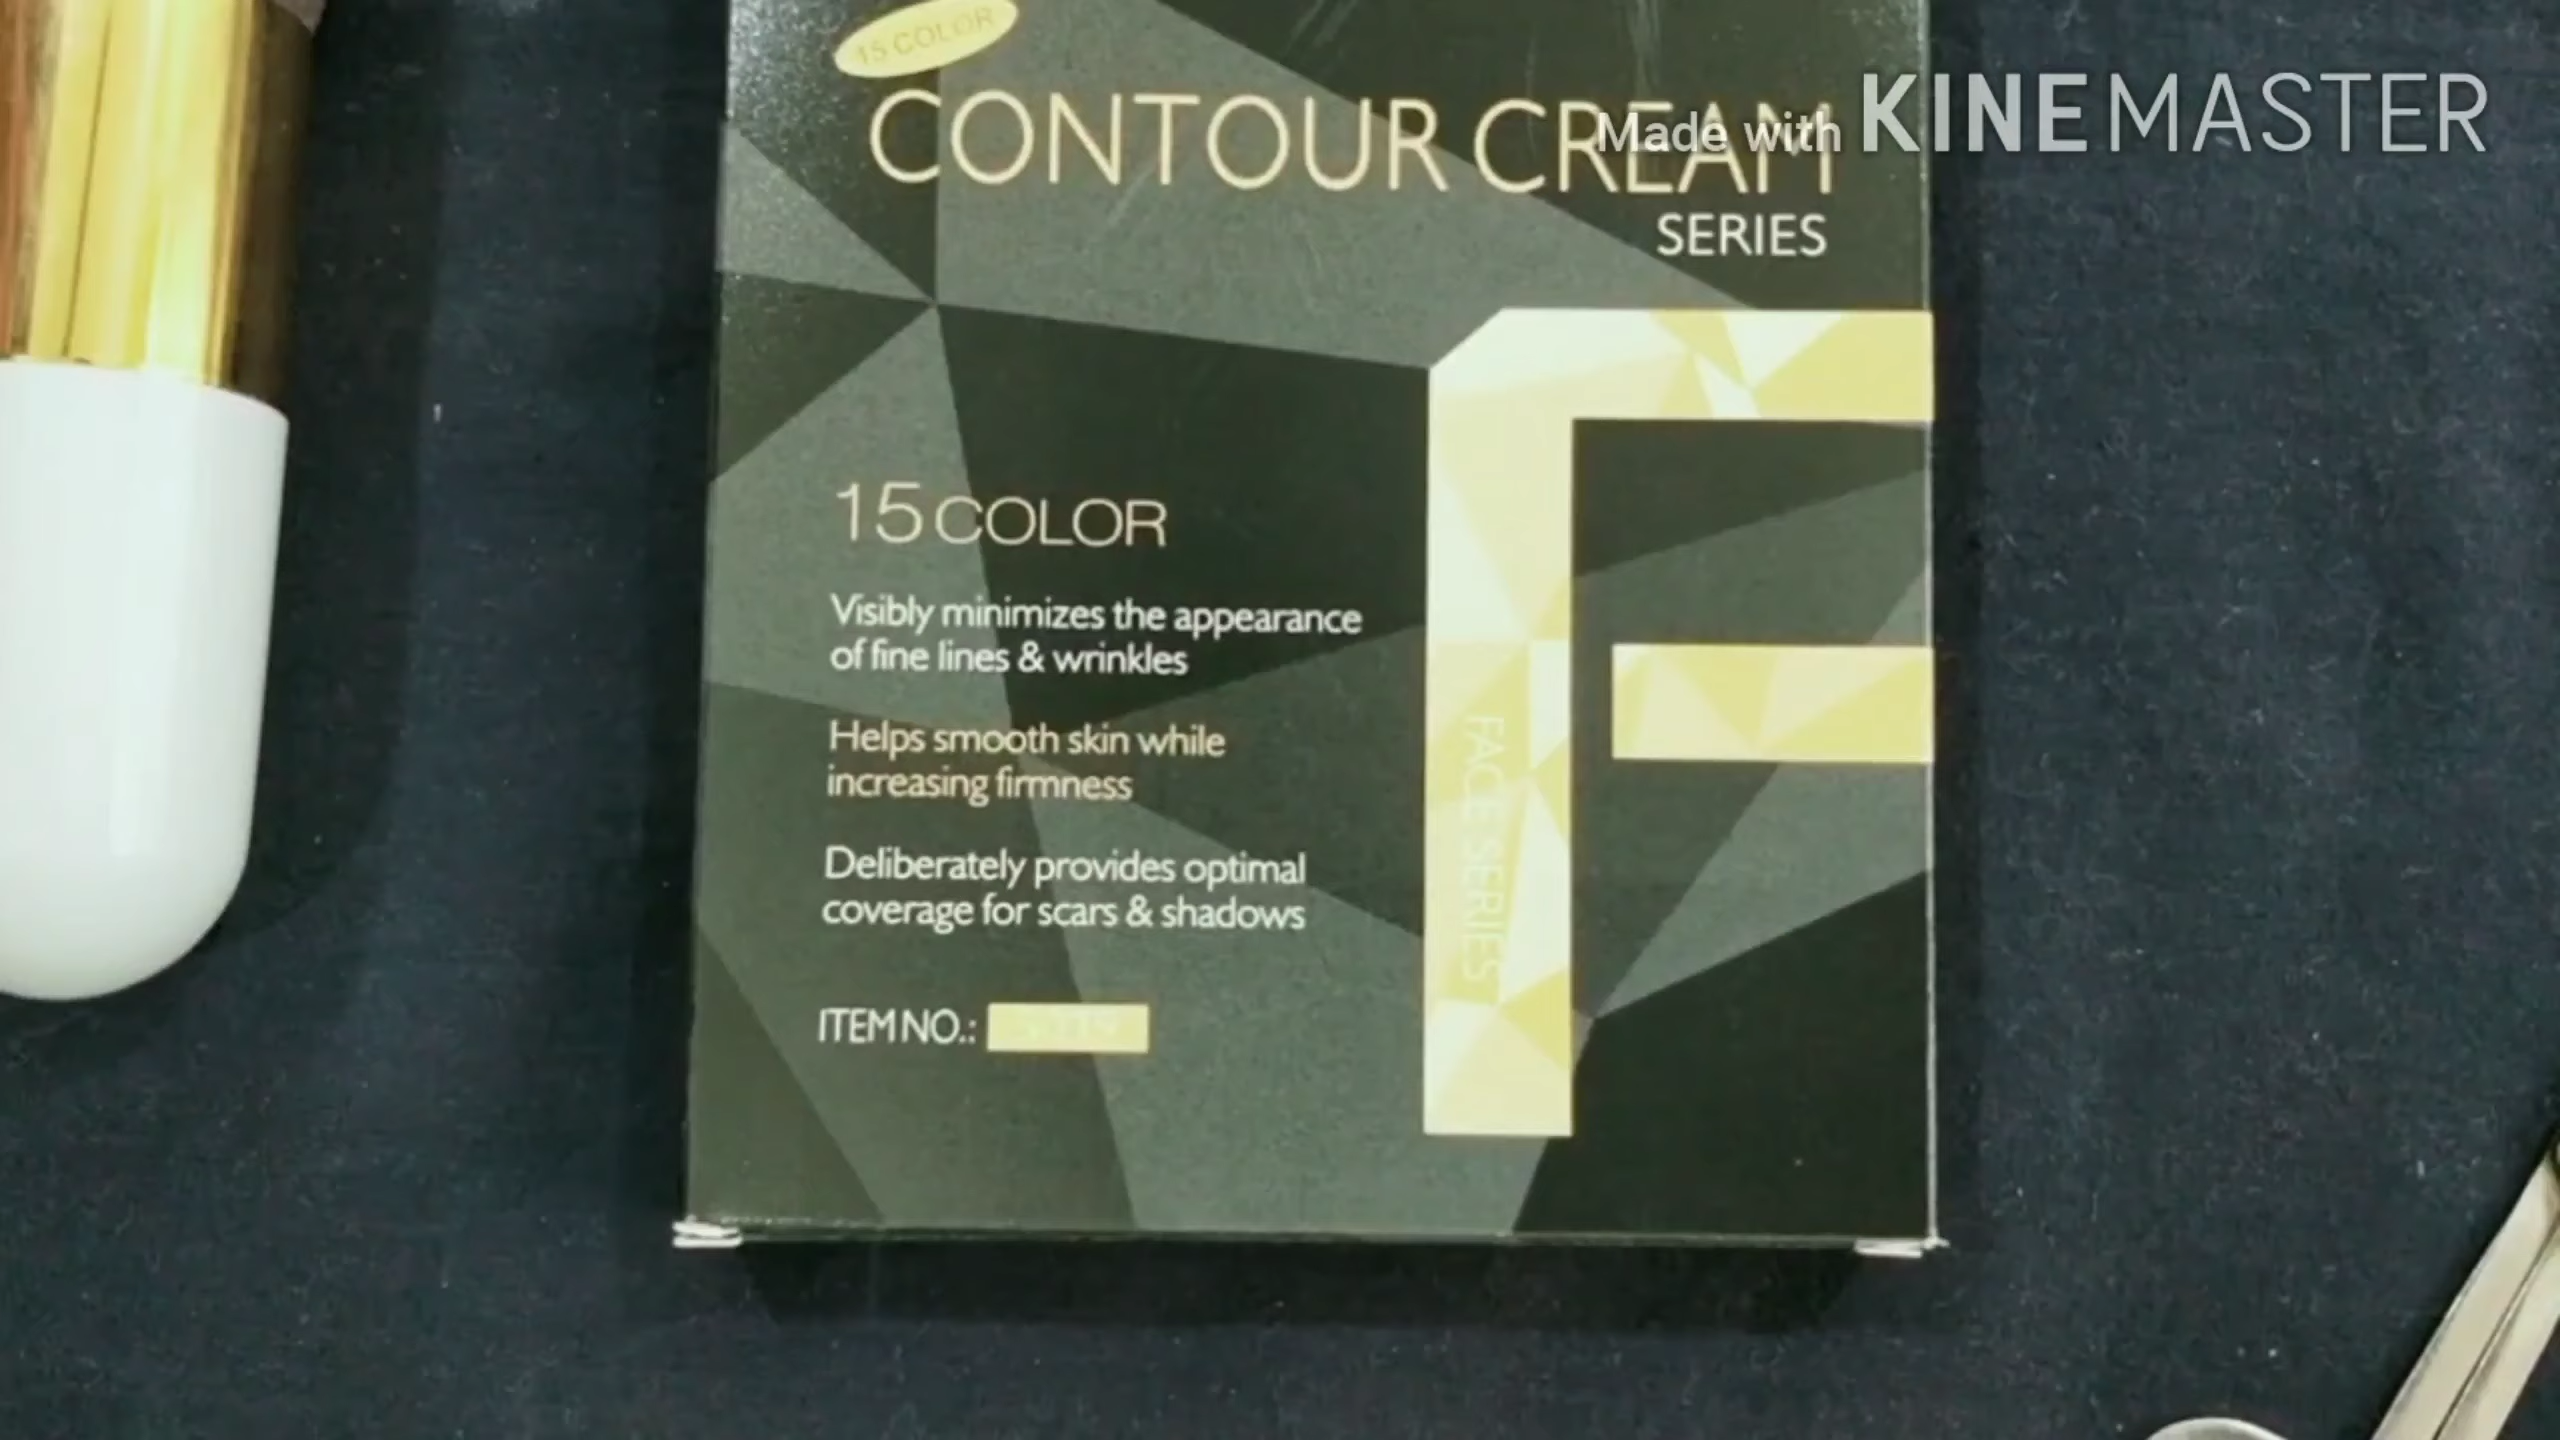 15 COLOR
CONTOUR CREAM
Made with KINEMASTER
SERIES
15 COLOR
Visibly minimizes the appearance
of fine lines & wrinkles
Helps smooth skin while
increasing firmness
Deliberately provides optimal
coverage for scars & shadows
ITEM NO.:
F
FACE SERIES